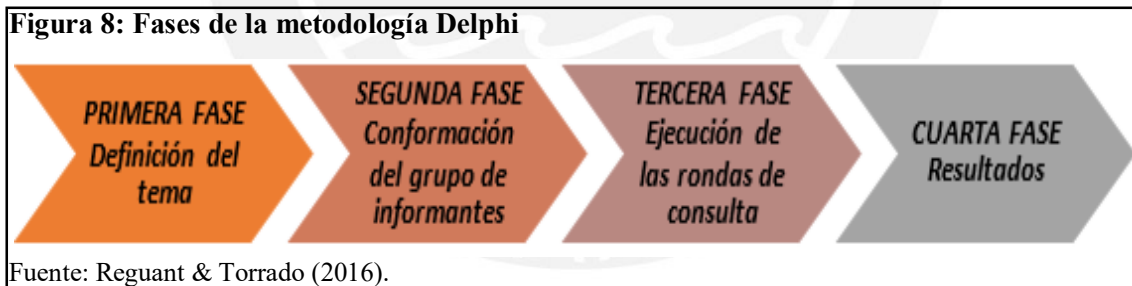 Figura 8: Fases de la metodología Delphi
PRIMERA FASE
Definición del
tema
SEGUNDA FASE
Conformación
del grupo de
informantes
TERCERA FASE
Ejecución de
las rondas de
consulta
CUARTA FASE
Resultados
Fuente: Reguant & Torrado (2016).